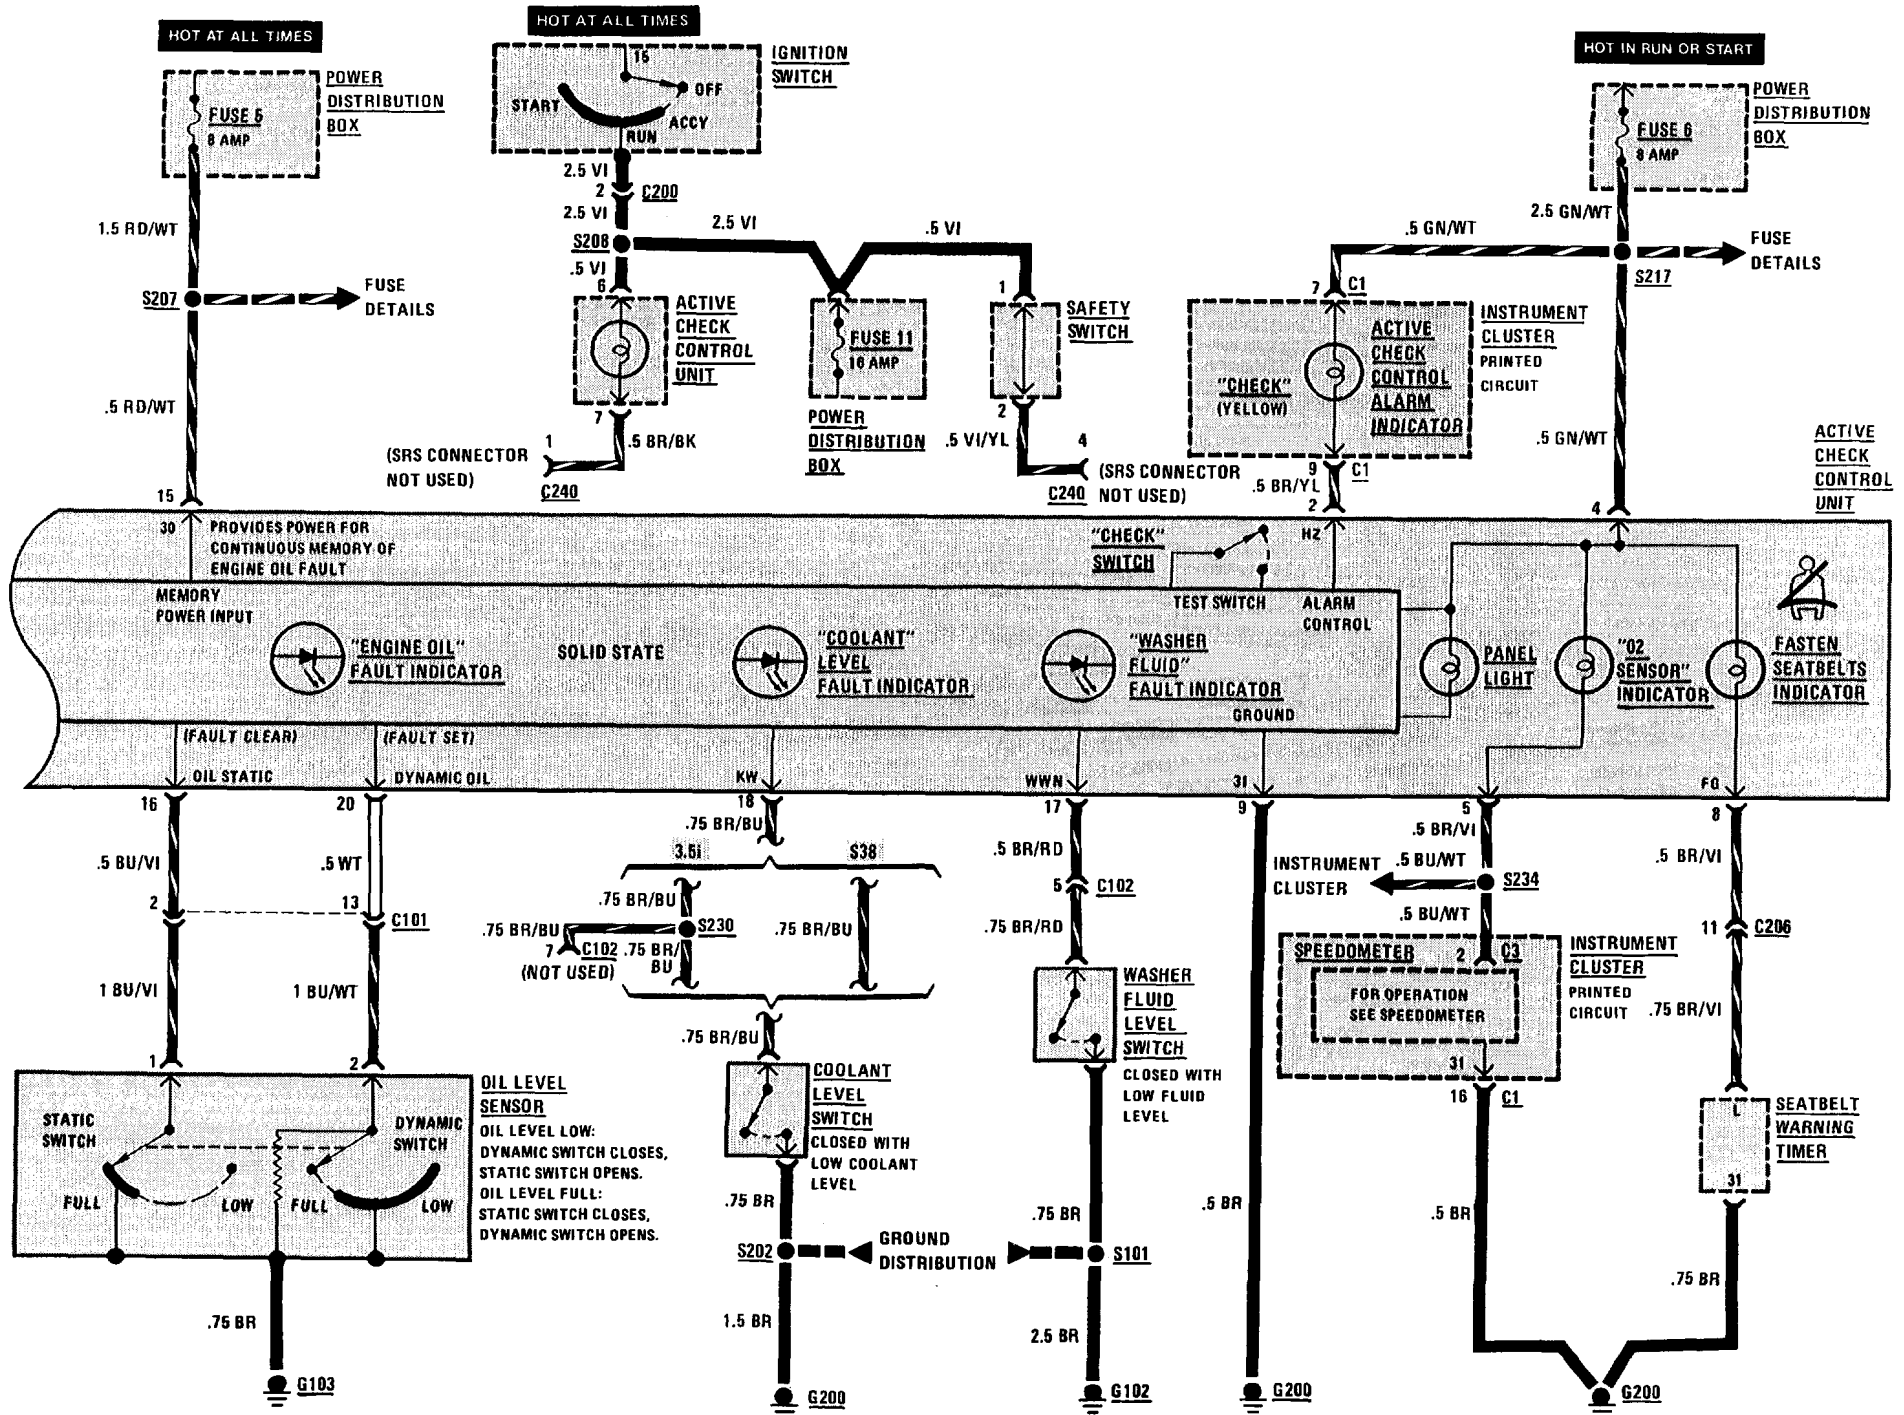 HOT AT ALL TIMES
HOT AT ALL TIMES
HOT IN RUN OR START
POWER
DISTRIBUTION
BOX
FUSE 5
8 AMP
15
OFF
START
ACCY
RUN
IGNITION
SWITCH
POWER
DISTRIBUTION
BOX
FUSE 6
8 AMP
2.5 VI
2
C200
2.5 VI
S208
2.5 VI
.5 VI
.5 VI
6
1
1.5 RD/WT
S207
FUSE
DETAILS
.5 RD/WT
ACTIVE
CHECK
CONTROL
UNIT
7
.5 BR/BK
1
(SRS CONNECTOR
NOT USED)
C240
FUSE 11
16 AMP
POWER
DISTRIBUTION
BOX
SAFETY
SWITCH
2
.5 VI/YL
4
C240
(SRS CONNECTOR
NOT USED)
2.5 GN/WT
.5 GN/WT
FUSE
DETAILS
S217
7
C1
"CHECK"
(YELLOW)
ACTIVE
CHECK
CONTROL
ALARM
INDICATOR
INSTRUMENT
CLUSTER
PRINTED
CIRCUIT
9
C1
.5 BR/YL
2
.5 GN/WT
4
ACTIVE
CHECK
CONTROL
UNIT
15
30
PROVIDES POWER FOR
CONTINUOUS MEMORY OF
ENGINE OIL FAULT
MEMORY
POWER INPUT
"CHECK"
SWITCH
HZ
TEST SWITCH
ALARM
CONTROL
"ENGINE OIL"
FAULT INDICATOR
SOLID STATE
"COOLANT"
LEVEL
FAULT INDICATOR
"WASHER
FLUID"
FAULT INDICATOR
GROUND
PANEL
LIGHT
"02
SENSOR"
INDICATOR
FASTEN
SEATBELTS
INDICATOR
(FAULT CLEAR)
(FAULT SET)
OIL STATIC
DYNAMIC OIL
KW
WWN
31
FG
16
20
18
17
9
5
8
.5 BU/VI
.5 WT
2
13
C101
1 BU/VI
1 BU/WT
1
2
STATIC
SWITCH
DYNAMIC
SWITCH
FULL
LOW
FULL
LOW
OIL LEVEL
SENSOR
OIL LEVEL LOW:
DYNAMIC SWITCH CLOSES,
STATIC SWITCH OPENS.
OIL LEVEL FULL:
STATIC SWITCH CLOSES,
DYNAMIC SWITCH OPENS.
.75 BR
G103
.75 BR/BU
3.5i
S38
.75 BR/BU
.75 BR/BU
S230
.75 BR/BU
7
C102
(NOT USED)
.75 BR/
BU
.75 BR/BU
COOLANT
LEVEL
SWITCH
CLOSED WITH
LOW COOLANT
LEVEL
.75 BR
S202
GROUND
DISTRIBUTION
1.5 BR
G200
.5 BR/RD
5
C102
.75 BR/RD
WASHER
FLUID
LEVEL
SWITCH
CLOSED WITH
LOW FLUID
LEVEL
.75 BR
S101
2.5 BR
G102
.5 BR
G200
.5 BR/VI
.5 BU/WT
INSTRUMENT
CLUSTER
S234
.5 BU/WT
SPEEDOMETER
2
C3
FOR OPERATION
SEE SPEEDOMETER
31
16
C1
INSTRUMENT
CLUSTER
PRINTED
CIRCUIT
.5 BR
.5 BR/VI
11
C206
.75 BR/VI
L
31
SEATBELT
WARNING
TIMER
.75 BR
G200